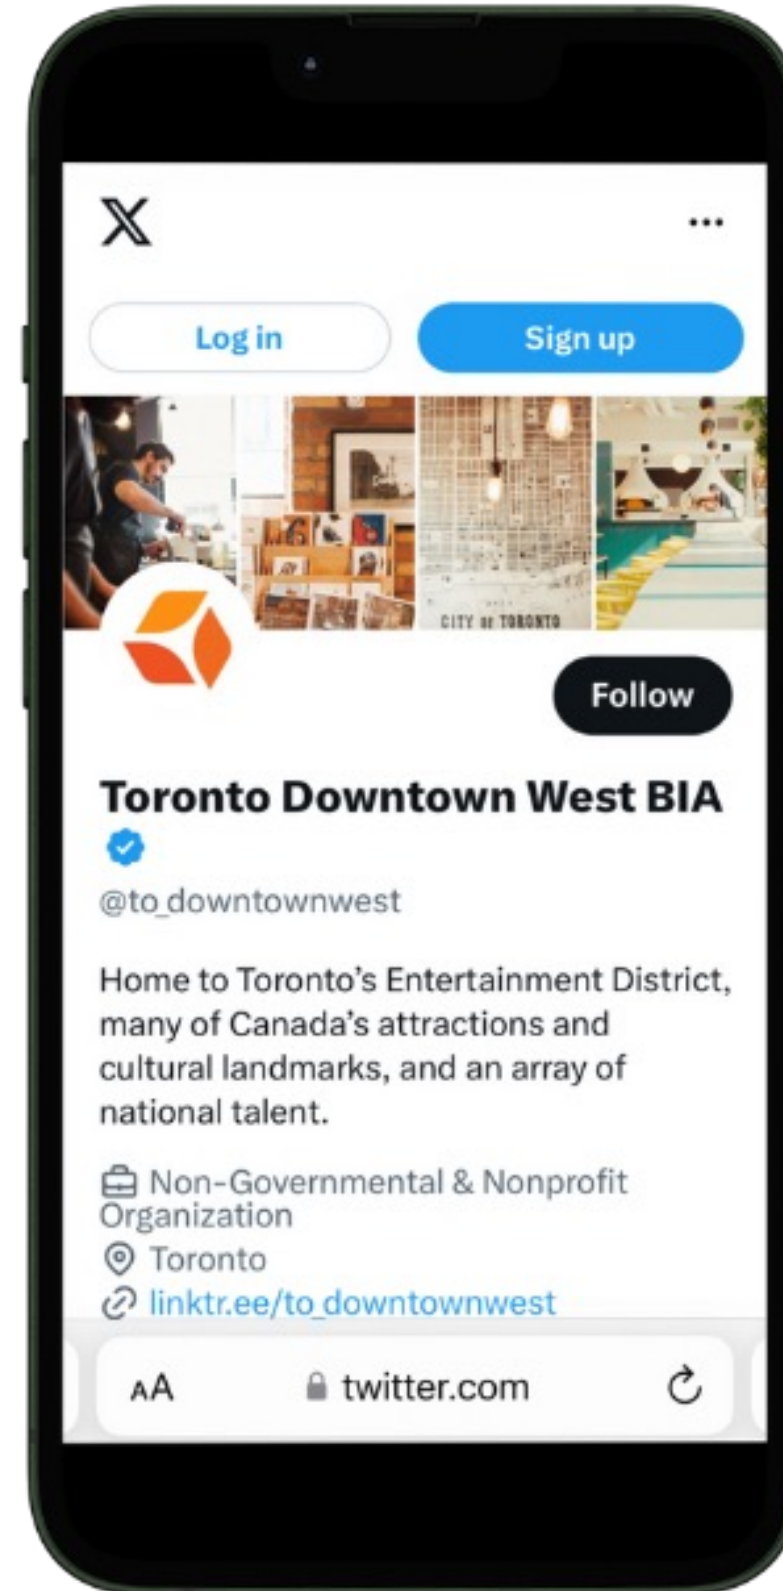 X
Log in
Sign up
CITY OF TORONTO
Follow
Toronto Downtown West BIA
@to_downtownwest
Home to Toronto’s Entertainment District,
many of Canada’s attractions and
cultural landmarks, and an array of
national talent.
Non-Governmental & Nonprofit
Organization
Toronto
linktr.ee/to_downtownwest
AA
twitter.com